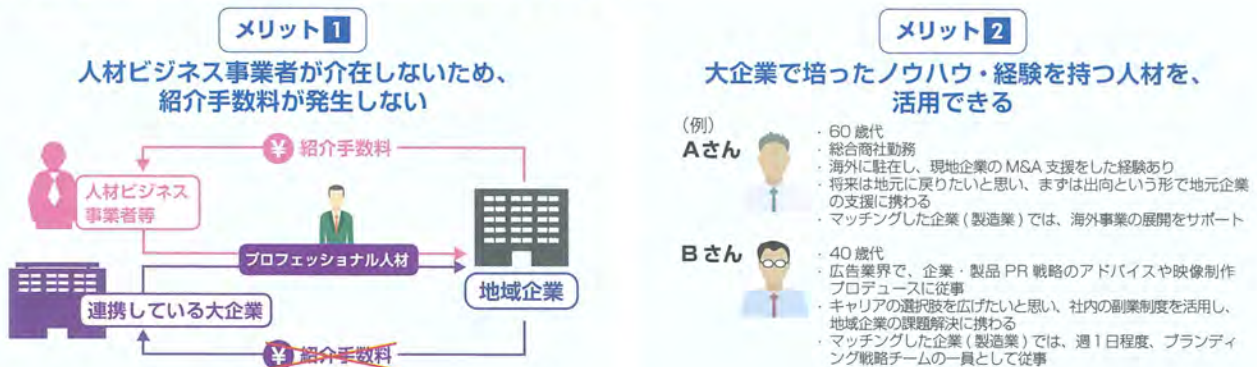 メリット1
人材ビジネス事業者が介在しないため、
紹介手数料が発生しない
¥ 紹介手数料
人材ビジネス
事業者等
プロフェッショナル人材
地域企業
連携している大企業
¥ 紹介手数料
メリット2
大企業で培ったノウハウ・経験を持つ人材を、
活用できる
(例)
Aさん
・60歳代
・総合商社勤務
・海外に駐在し、現地企業のM&A支援をした経験あり
・将来は地元に戻りたいと思い、まずは出向という形で地元企業
の支援に携わる
・マッチングした企業(製造業)では、海外事業の展開をサポート
Bさん
・40歳代
・広告業界で、企業・製品PR戦略のアドバイスや映像制作
プロデュースに従事
・キャリアの選択肢を広げたいと思い、社内の副業制度を活用し、
地域企業の課題解決に携わる
・マッチングした企業(製造業)では、週1日程度、ブランディ
ング戦略チームの一員として従事